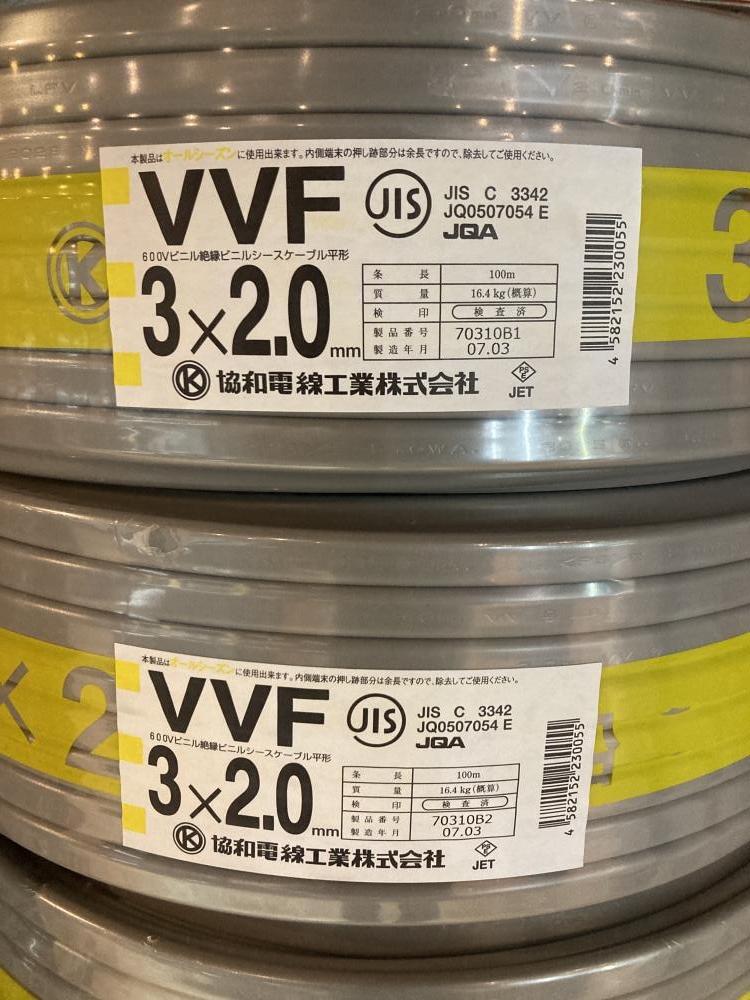 本製品はオールシーズンに使用出来ます。内側端末の押し跡部分は余長ですので、除去してご使用ください。
VVF
JIS
JIS C 3342
JQ0507054 E
JQA
600Vビニル絶縁ビニルシースケーブル平形
3×2.0mm
条長 100m
質量 16.4kg(概算)
検印 検査済
製品番号 70310B1
製造年月 07.03
K 協和電線工業株式会社
PS E
JET
4 582152 230055
K
3
本製品はオールシーズンに使用出来ます。内側端末の押し跡部分は余長ですので、除去してご使用ください。
VVF
JIS
JIS C 3342
JQ0507054 E
JQA
600Vビニル絶縁ビニルシースケーブル平形
3×2.0mm
条長 100m
質量 16.4kg(概算)
検印 検査済
製品番号 70310B2
製造年月 07.03
K 協和電線工業株式会社
PS E
JET
4 582152 230055
×2